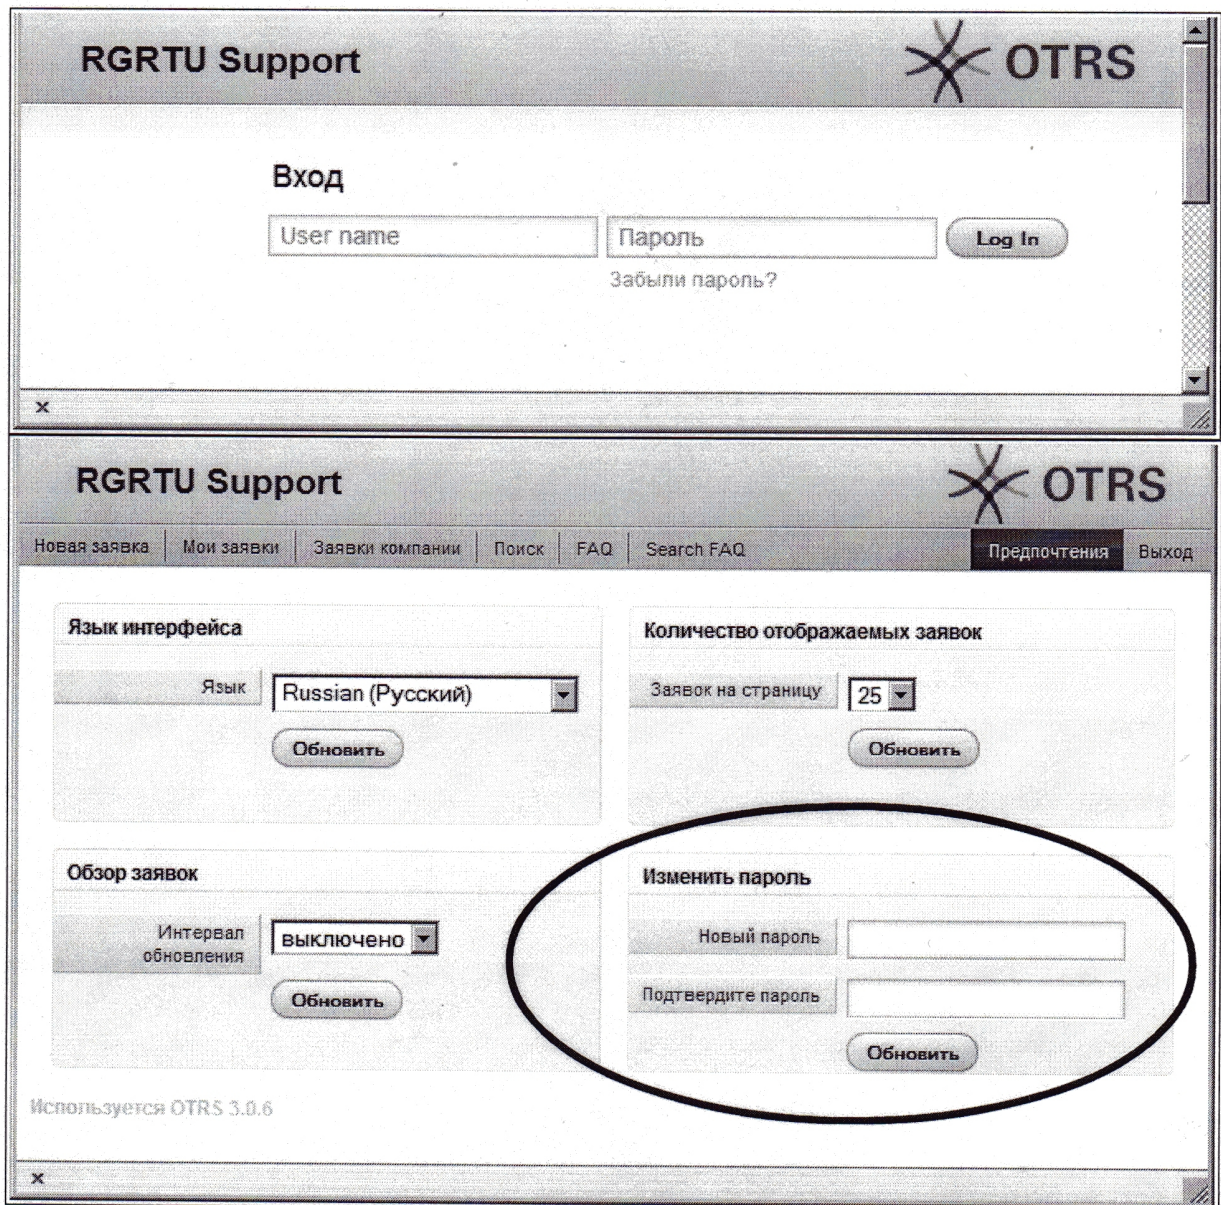 RGRTU Support
OTRS
Вход
User name
Пароль
Log In
Забыли пароль?
RGRTU Support
OTRS
Новая заявка Мои заявки Заявки компании Поиск FAQ Search FAQ Предпочтения Выход
Язык интерфейса
Язык Russian (Русский)
Обновить
Количество отображаемых заявок
Заявок на страницу 25
Обновить
Обзор заявок
Интервал
обновления
выключено
Обновить
Изменить пароль
Новый пароль
Подтвердите пароль
Обновить
Используется OTRS 3.0.6